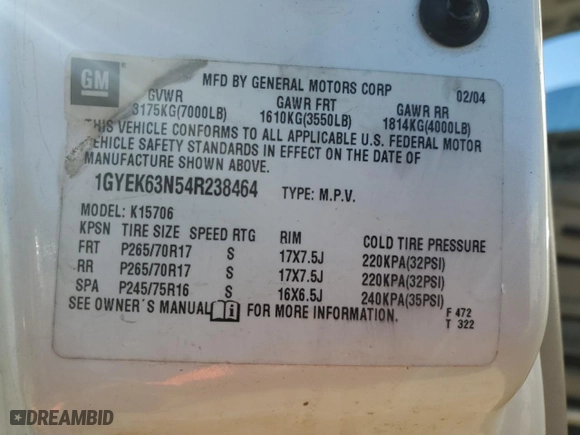 GM
MFD BY GENERAL MOTORS CORP 02/04
GVWR GAWR FRT GAWR RR
3175KG(7000LB) 1610KG(3550LB) 1814KG(4000LB)
THIS VEHICLE CONFORMS TO ALL APPLICABLE U.S. FEDERAL MOTOR
VEHICLE SAFETY STANDARDS IN EFFECT ON THE DATE OF
MANUFACTURE SHOWN ABOVE.
1GYEK63N54R238464 TYPE: M.P.V.
MODEL: K15706
KPSN TIRE SIZE SPEED RTG RIM COLD TIRE PRESSURE
FRT P265/70R17 S 17X7.5J 220KPA(32PSI)
RR P265/70R17 S 17X7.5J 220KPA(32PSI)
SPA P245/75R16 S 16X6.5J 240KPA(35PSI)
SEE OWNER'S MANUAL FOR MORE INFORMATION.
F 472
T 322
DREAMBID